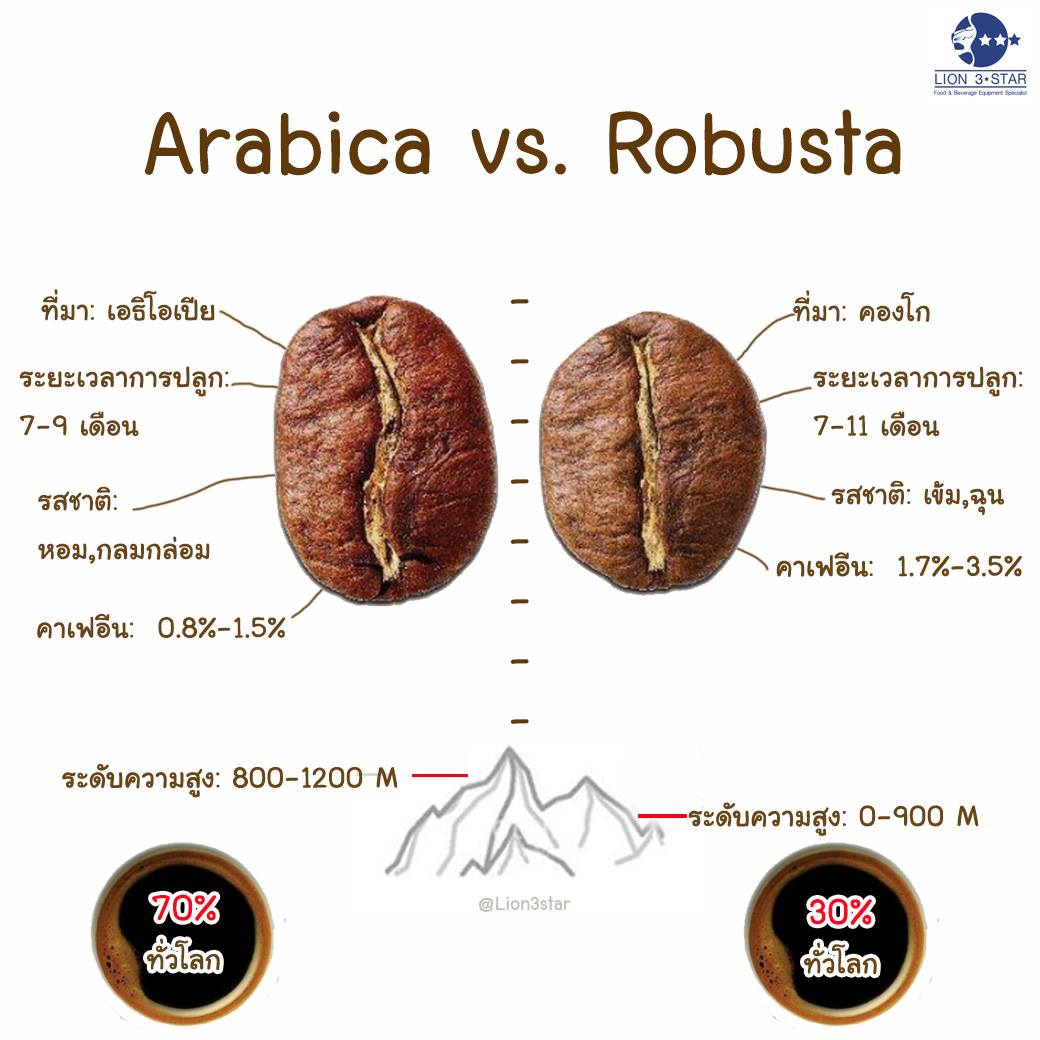 LION 3★STAR
Food & Beverage Equipment Specialist
Arabica vs. Robusta
ที่มา: เอธิโอเปีย
ระยะเวลาการปลูก:
7-9 เดือน
รสชาติ:
หอม,กลมกล่อม
คาเฟอีน: 0.8%-1.5%
ที่มา: คองโก
ระยะเวลาการปลูก:
7-11 เดือน
รสชาติ: เข้ม,ฉุน
คาเฟอีน: 1.7%-3.5%
ระดับความสูง: 800-1200 M
ระดับความสูง: 0-900 M
@Lion3star
70%
ทั่วโลก
30%
ทั่วโลก